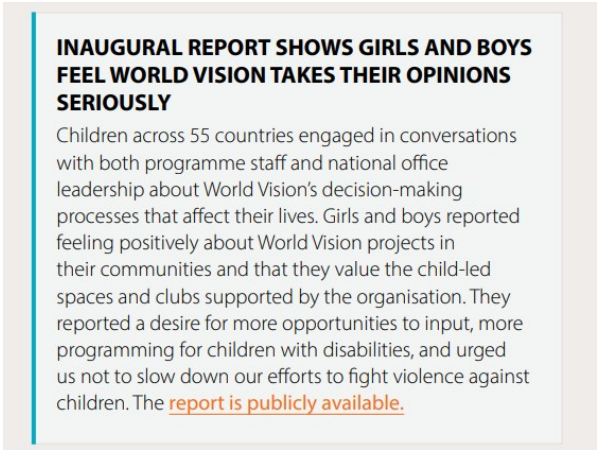 INAUGURAL REPORT SHOWS GIRLS AND BOYS
FEEL WORLD VISION TAKES THEIR OPINIONS
SERIOUSLY
Children across 55 countries engaged in conversations
with both programme staff and national office
leadership about World Vision's decision-making
processes that affect their lives. Girls and boys reported
feeling positively about World Vision projects in
their communities and that they value the child-led
spaces and clubs supported by the organisation. They
reported a desire for more opportunities to input, more
programming for children with disabilities, and urged
us not to slow down our efforts to fight violence against
children. The report is publicly available.